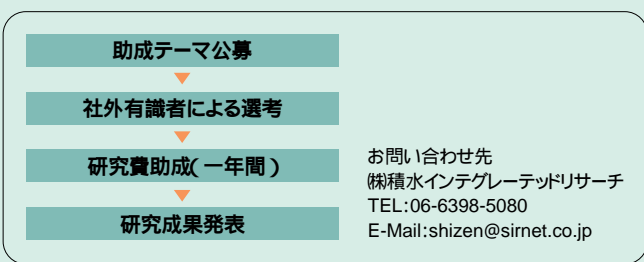 助成テーマ公募
社外有識者による選考
研究費助成(一年間)
研究成果発表
お問い合わせ先
㈱積水インテグレーテッドリサーチ
TEL:06-6398-5080
E-Mail:shizen@sirnet.co.jp